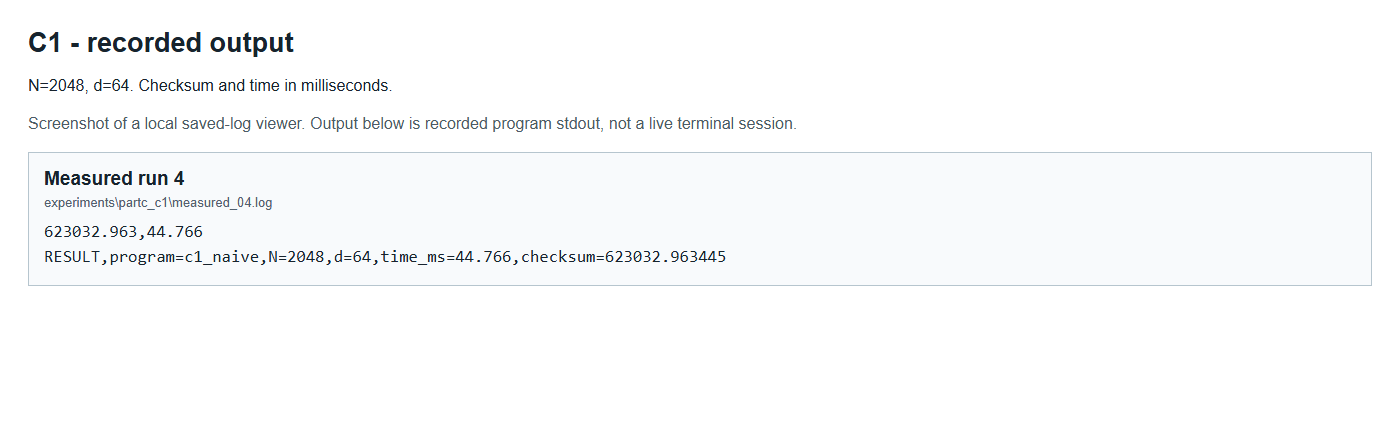 C1 - recorded output
N=2048, d=64. Checksum and time in milliseconds.
Screenshot of a local saved-log viewer. Output below is recorded program stdout, not a live terminal session.
Measured run 4
experiments\partc_c1\measured_04.log
623032.963,44.766
RESULT,program=c1_naive,N=2048,d=64,time_ms=44.766,checksum=623032.963445